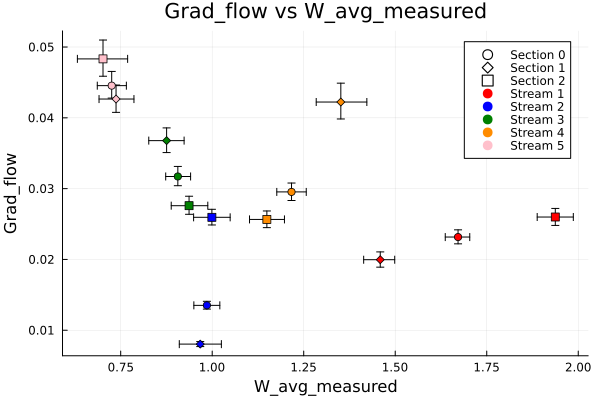 Grad_flow vs W_avg_measured
0.05
0.04
0.03
0.02
0.01
Grad_flow
Section 0
Section 1
Section 2
Stream 1
Stream 2
Stream 3
Stream 4
Stream 5
0.75 1.00 1.25 1.50 1.75 2.00
W_avg_measured